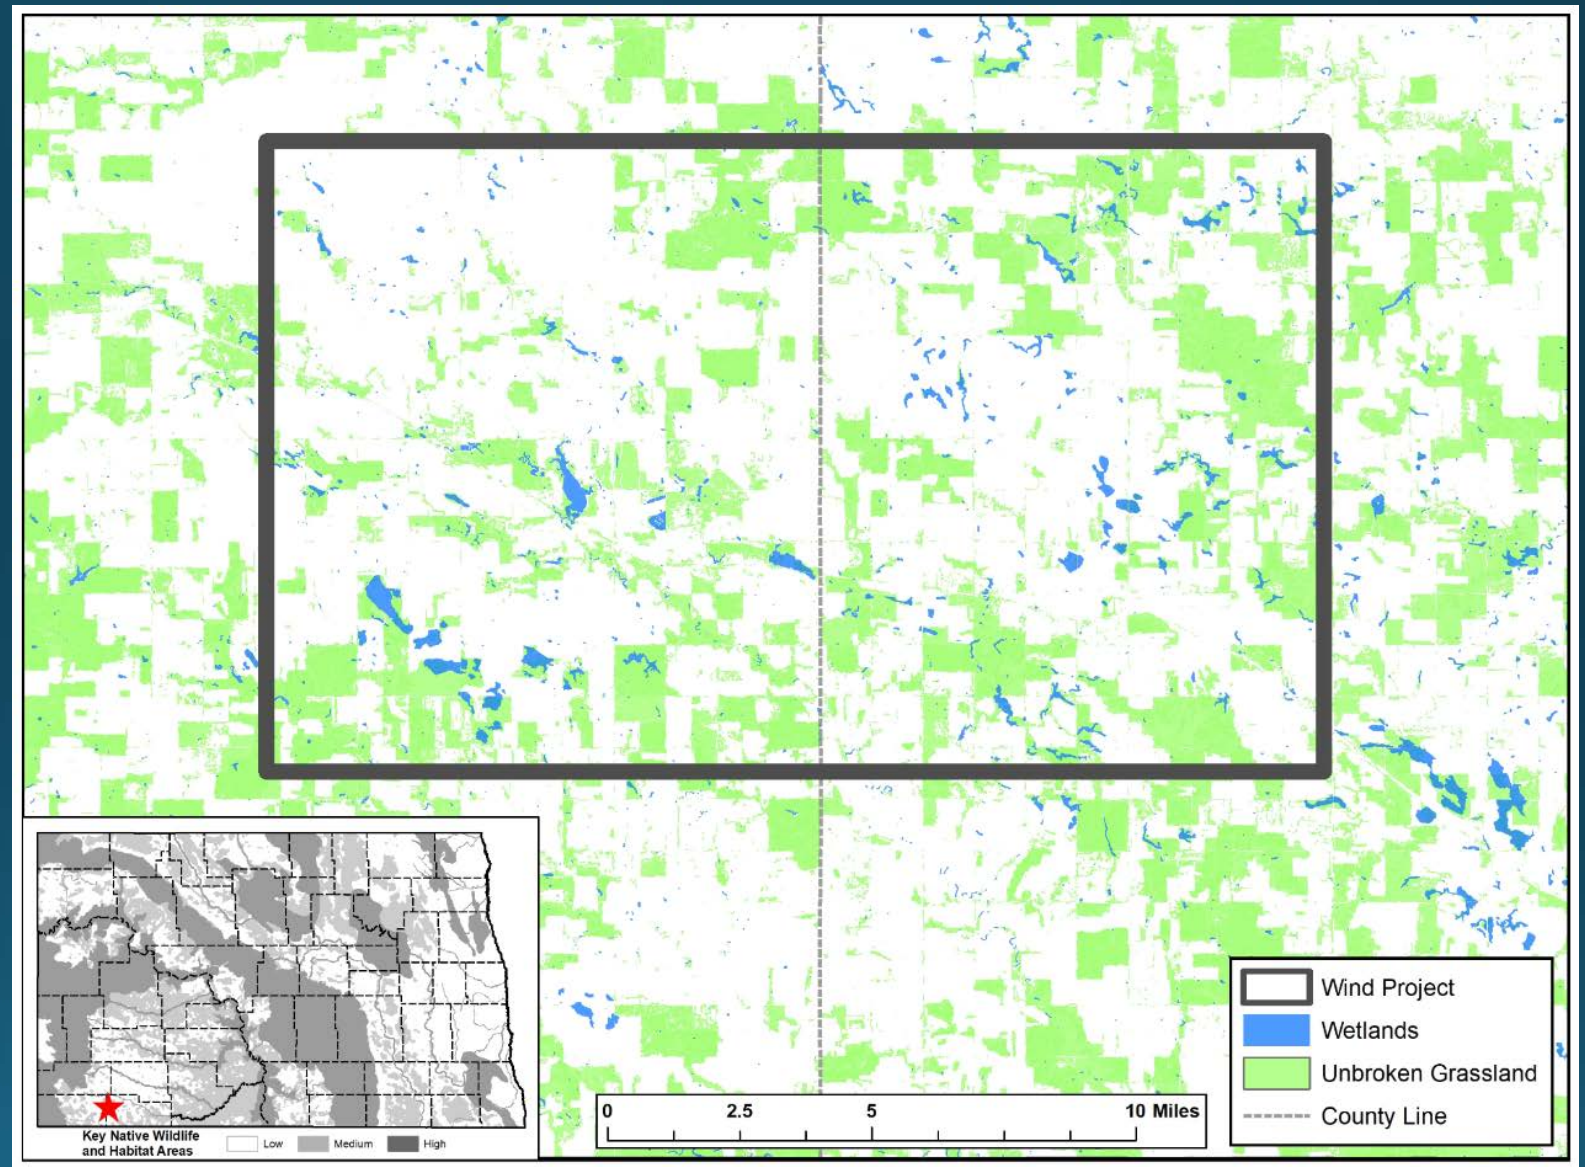 Wind Project
Wetlands
Unbroken Grassland
County Line
0 2.5 5 10 Miles
Key Native Wildlife
and Habitat Areas
Low Medium High